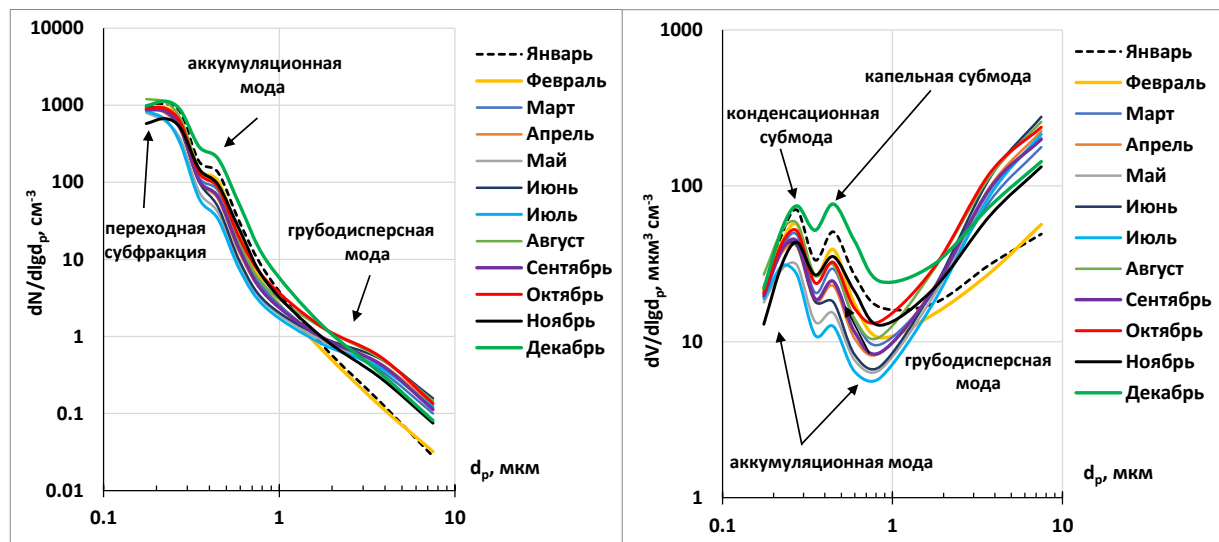 10000
1000
100
10
1
0.1
0.01
0.1
1
10
dN/dlgdp, см-3
dp, мкм
аккумуляционная
мода
переходная
субфракция
грубодисперсная
мода
Январь
Февраль
Март
Апрель
Май
Июнь
Июль
Август
Сентябрь
Октябрь
Ноябрь
Декабрь
1000
100
10
1
0.1
1
10
dV/dlgdp, мкм³ см-3
dp, мкм
капельная субмода
конденсационная
субмода
грубодисперсная
мода
аккумуляционная мода
Январь
Февраль
Март
Апрель
Май
Июнь
Июль
Август
Сентябрь
Октябрь
Ноябрь
Декабрь